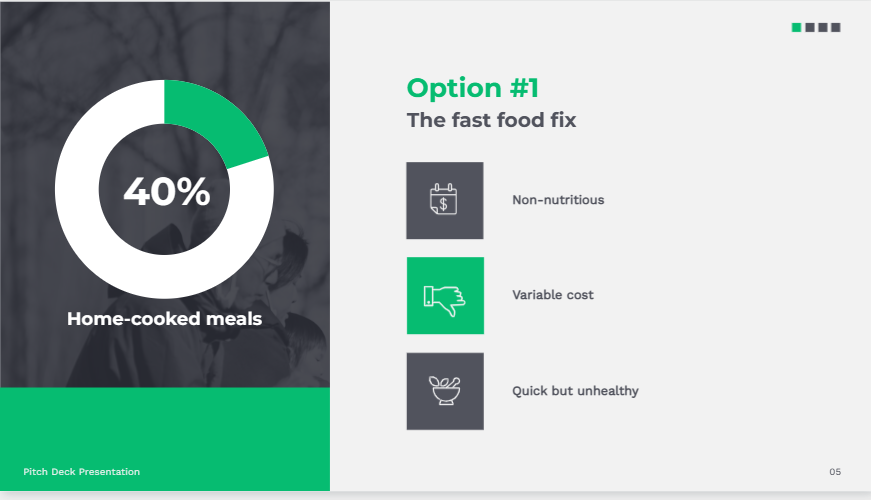 40%
Home-cooked meals
Pitch Deck Presentation
Option #1
The fast food fix
$
Non-nutritious
Variable cost
Quick but unhealthy
05